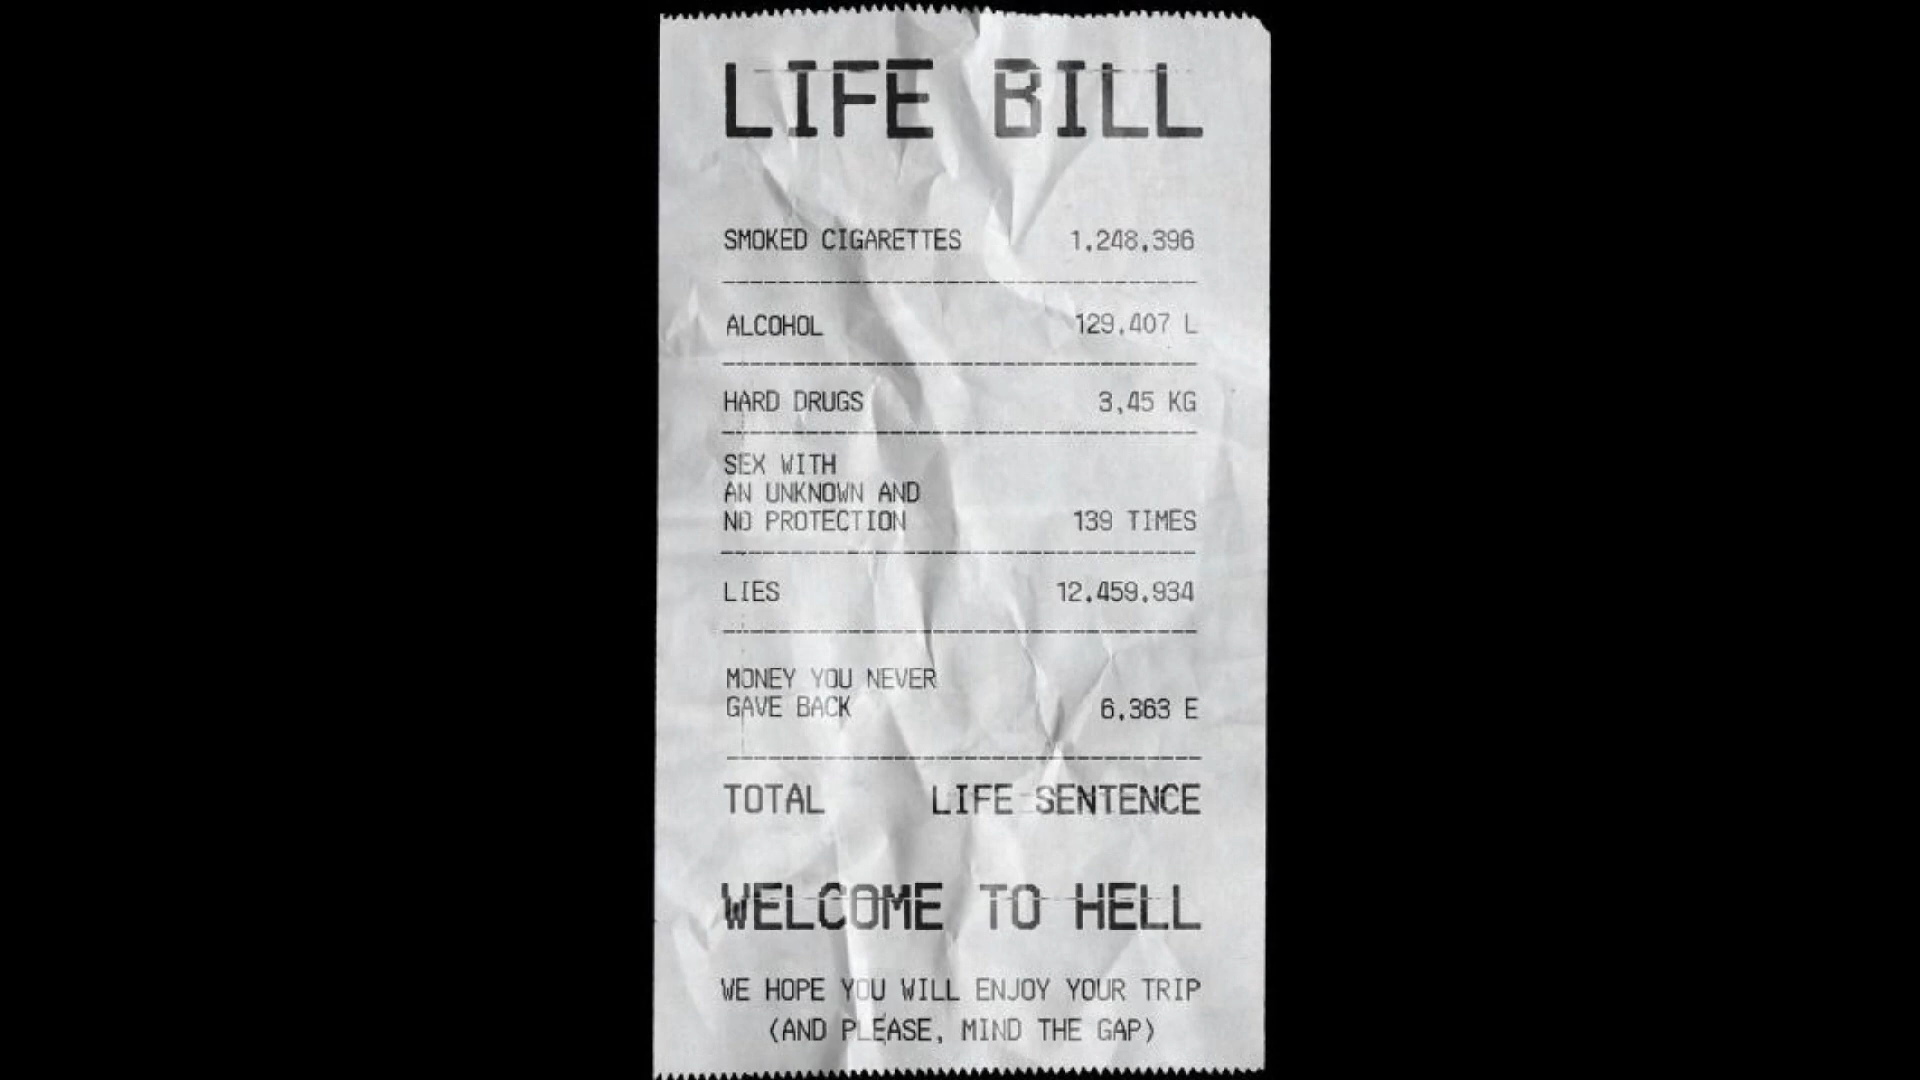 LIFE BILL
SMOKED CIGARETTES 1.248.396
ALCOHOL 129.407 L
HARD DRUGS 3,45 KG
SEX WITH
AN UNKNOWN AND
NO PROTECTION 139 TIMES
LIES 12.459.934
MONEY YOU NEVER
GAVE BACK 6.363 E
TOTAL LIFE SENTENCE
WELCOME TO HELL
WE HOPE YOU WILL ENJOY YOUR TRIP
(AND PLEASE, MIND THE GAP)